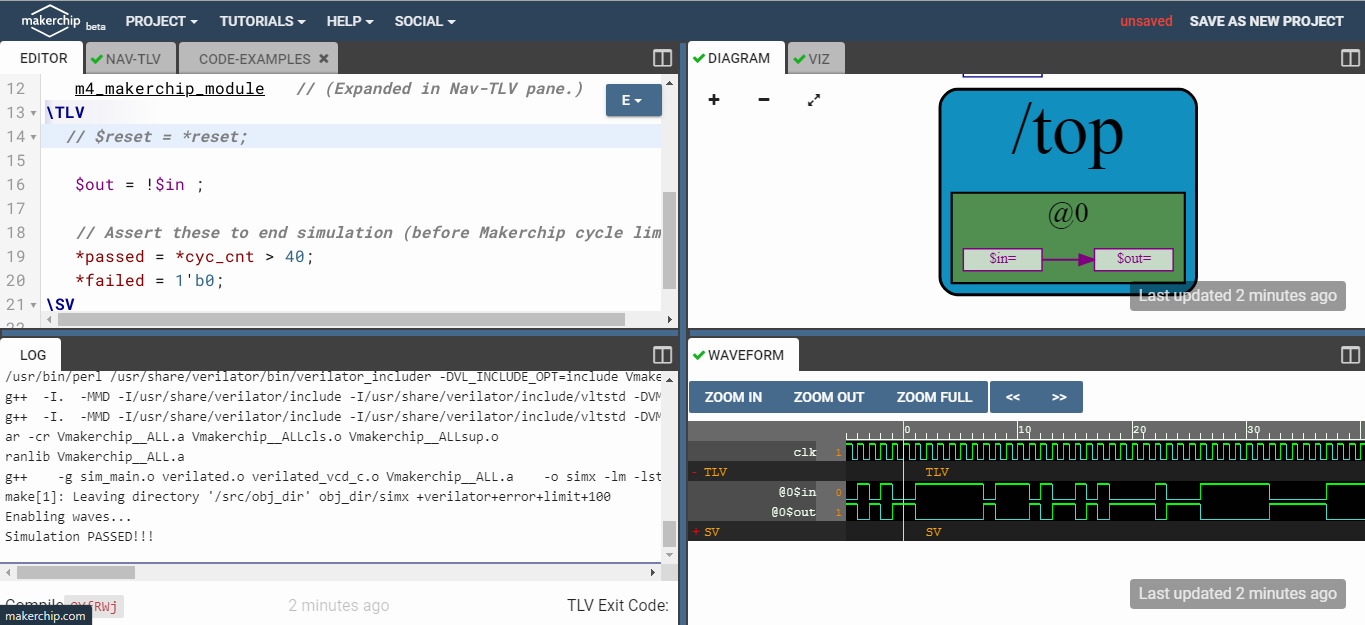 makerchip beta PROJECT TUTORIALS HELP SOCIAL unsaved SAVE AS NEW PROJECT
EDITOR NAV-TLV CODE-EXAMPLES ×
12 m4_makerchip_module // (Expanded in Nav-TLV pane.)
E
13 \TLV
14 // $reset = *reset;
15
16 $out = !$in ;
17
18 // Assert these to end simulation (before Makerchip cycle lim
19 *passed = *cyc_cnt > 40;
20 *failed = 1'b0;
21 \SV
22
DIAGRAM VIZ
/top
@0
$in= $out=
Last updated 2 minutes ago
LOG
/usr/bin/perl /usr/share/verilator/bin/verilator_includer -DVL_INCLUDE_OPT=include Vmake
g++ -I. -MMD -I/usr/share/verilator/include -I/usr/share/verilator/include/vltstd -DVM
g++ -I. -MMD -I/usr/share/verilator/include -I/usr/share/verilator/include/vltstd -DVM
ar -cr Vmakerchip__ALL.a Vmakerchip__ALLcls.o Vmakerchip__ALLsup.o
ranlib Vmakerchip__ALL.a
g++ -g sim_main.o verilated.o verilated_vcd_c.o Vmakerchip__ALL.a -o simx -lm -lst
make[1]: Leaving directory '/src/obj_dir' obj_dir/simx +verilator+error+limit+100
Enabling waves...
Simulation PASSED!!!
2 minutes ago TLV Exit Code:
makerchip.com
WAVEFORM
ZOOM IN ZOOM OUT ZOOM FULL << >>
0 10 20 30
clk 1
- TLV TLV
@0$in 0
@0$out 1
+ SV SV
Last updated 2 minutes ago